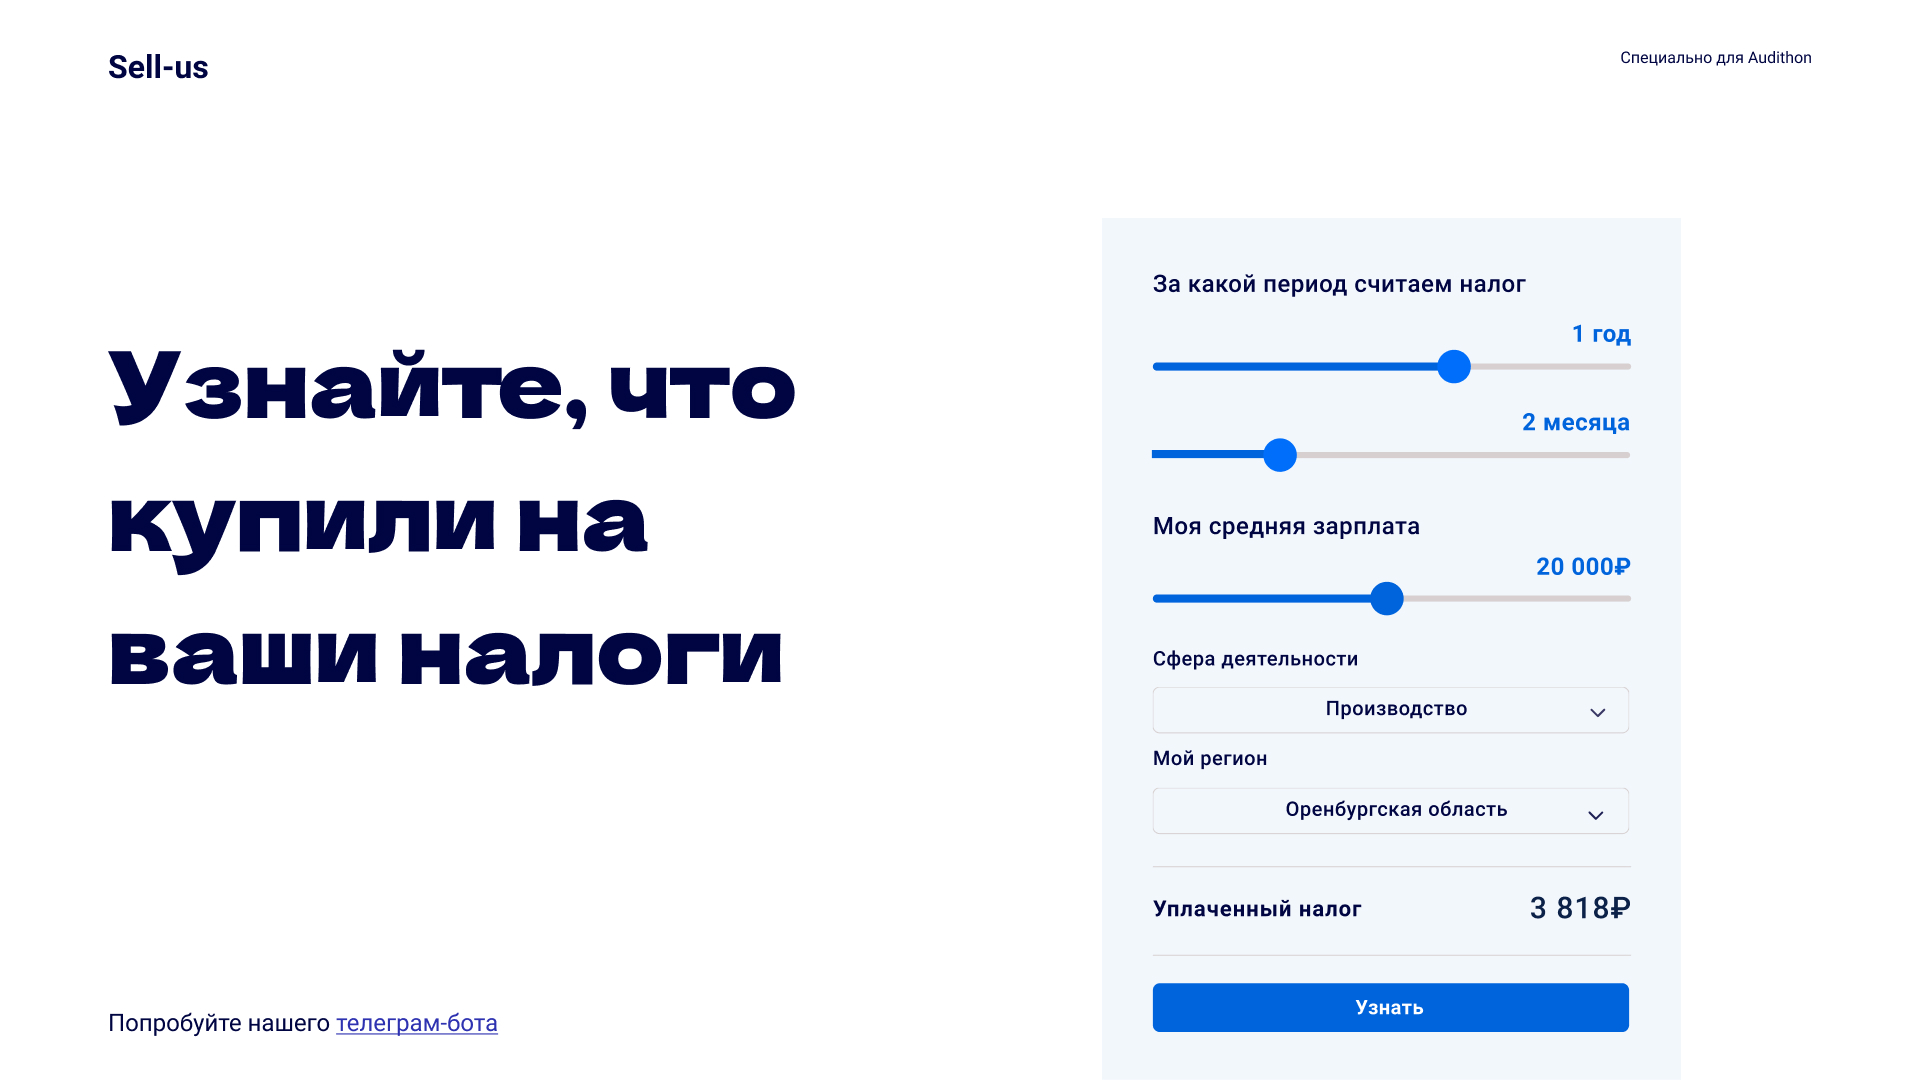 Sell-us
Специально для Audithon
Узнайте, что
купили на
ваши налоги
Попробуйте нашего телеграм-бота
За какой период считаем налог
1 год
2 месяца
Моя средняя зарплата
20 000₽
Сфера деятельности
Производство
Мой регион
Оренбургская область
Уплаченный налог
3 818₽
Узнать